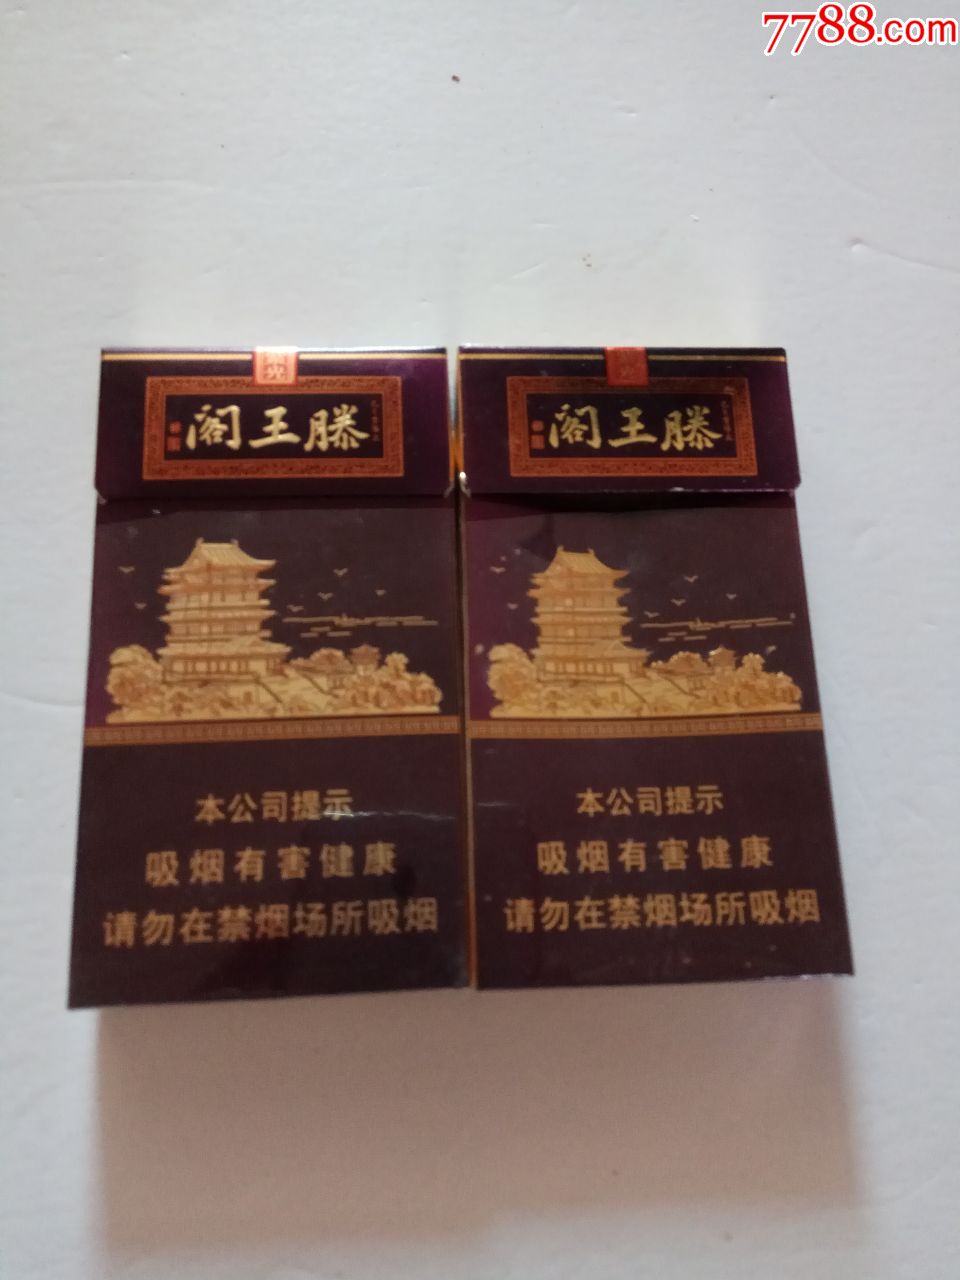 7788.com
阁王滕
阁王滕
本公司提示
吸烟有害健康
请勿在禁烟场所吸烟
本公司提示
吸烟有害健康
请勿在禁烟场所吸烟